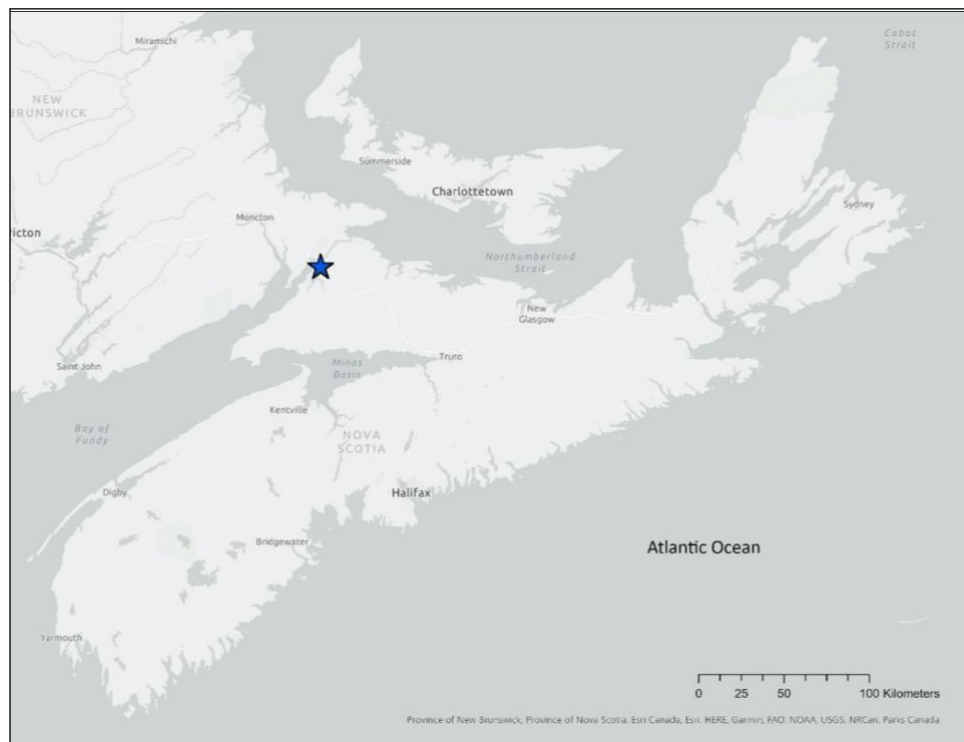 Miramichi
Cabot
Strait
NEW
BRUNSWICK
Summerside
Charlottetown
Sydney
Moncton
ricton
Northumberland
Strait
New
Glasgow
Truro
Minas
Basin
Saint John
Kentville
Bay of
Fundy
NOVA
SCOTIA
Digby
Halifax
Bridgewater
Atlantic Ocean
Yarmouth
0 25 50 100 Kilometers
Province of New Brunswick, Province of Nova Scotia, Esri Canada, Esri, HERE, Garmin, FAO, NOAA, USGS, NRCan, Parks Canada